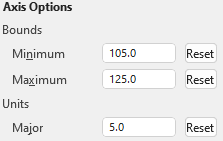 Axis Options
Bounds
Minimum 105.0 Reset
Maximum 125.0 Reset
Units
Major 5.0 Reset